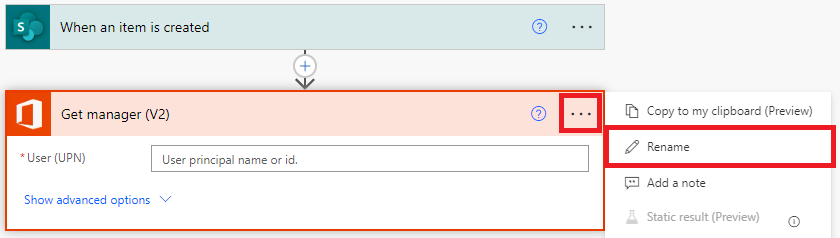 When an item is created
Get manager (V2)
Copy to my clipboard (Preview)
Rename
* User (UPN)
User principal name or id.
Add a note
Show advanced options
Static result (Preview)